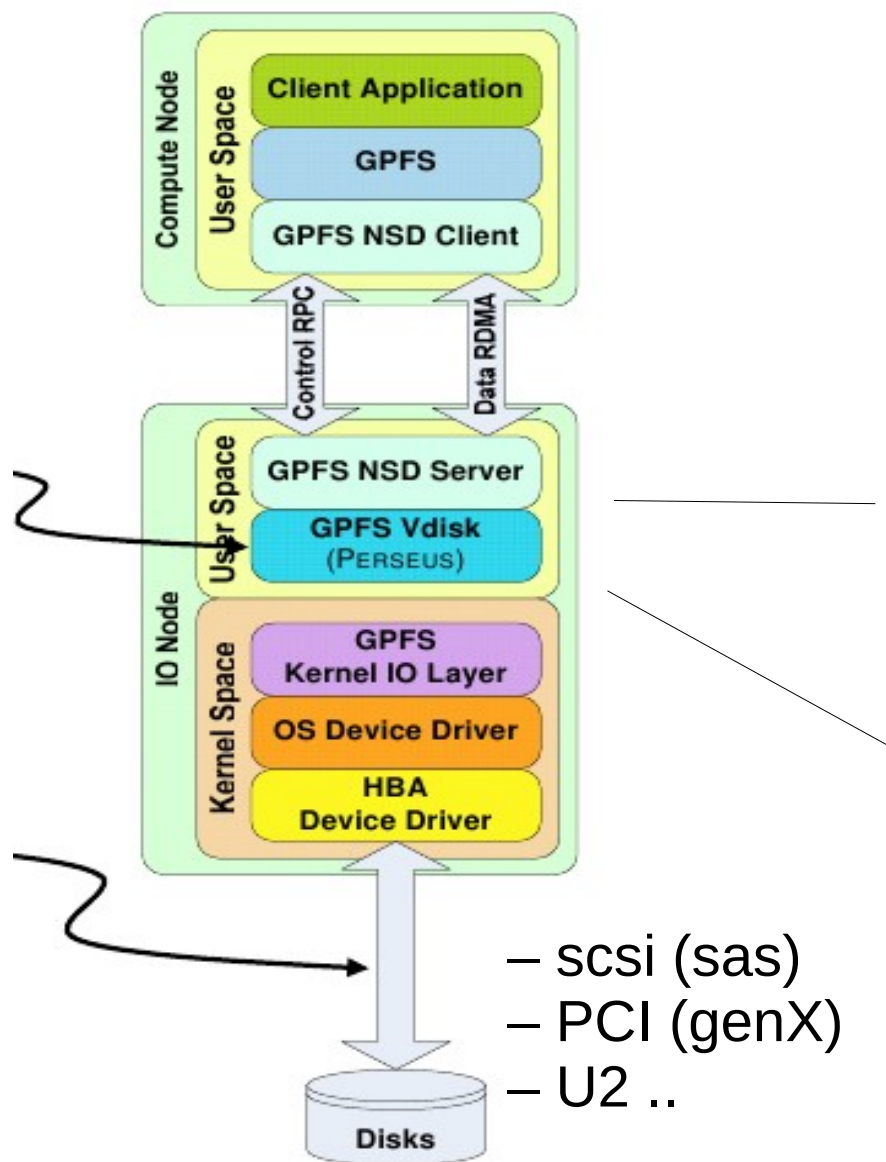 Compute Node
User Space
Client Application
GPFS
GPFS NSD Client
Control RPC
Data RDMA
IO Node
User Space
GPFS NSD Server
GPFS Vdisk
(PERSEUS)
Kernel Space
GPFS
Kernel IO Layer
OS Device Driver
HBA
Device Driver
– scsi (sas)
– PCI (genX)
– U2 ..
Disks